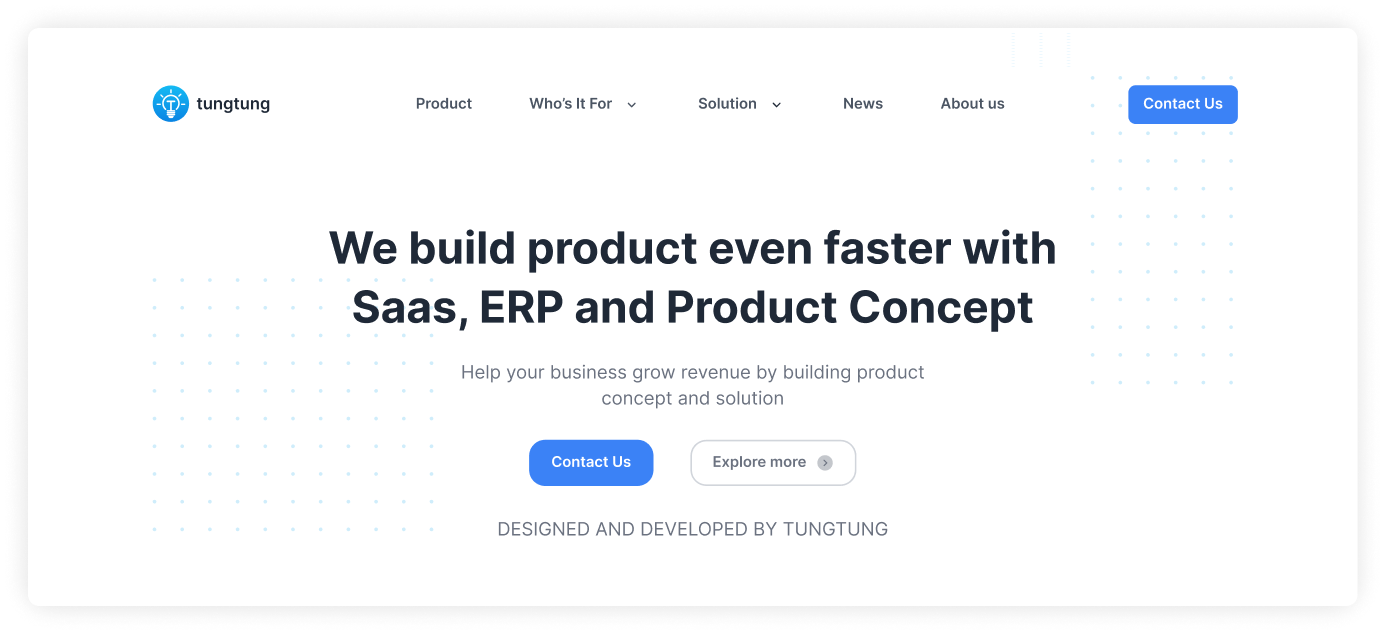 T tungtung
Product
Who's It For
Solution
News
About us
Contact Us
We build product even faster with
Saas, ERP and Product Concept
Help your business grow revenue by building product
concept and solution
Contact Us
Explore more
DESIGNED AND DEVELOPED BY TUNGTUNG